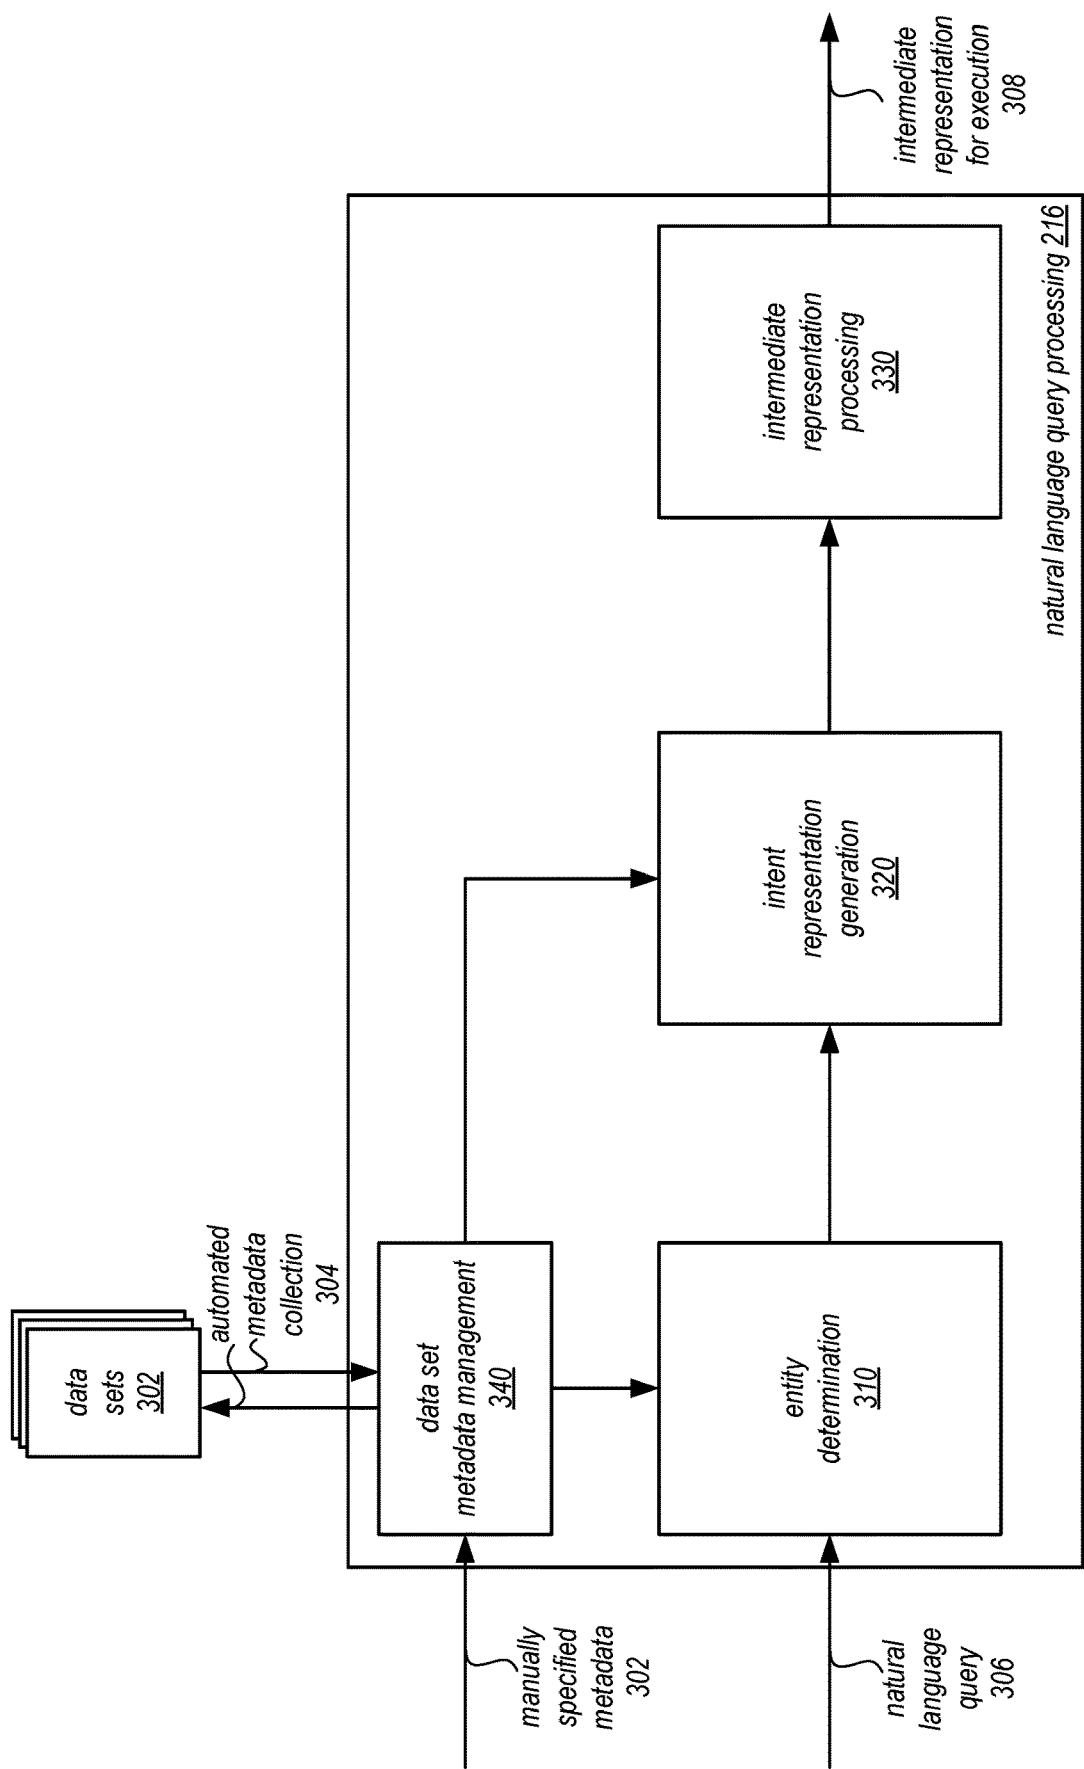 data
sets
302
automated
metadata
collection
304
manually
specified
metadata
302
data set
metadata management
340
natural
language
query
306
entity
determination
310
intent
representation
generation
320
intermediate
representation
processing
330
intermediate
representation
for execution
308
natural language query processing 216